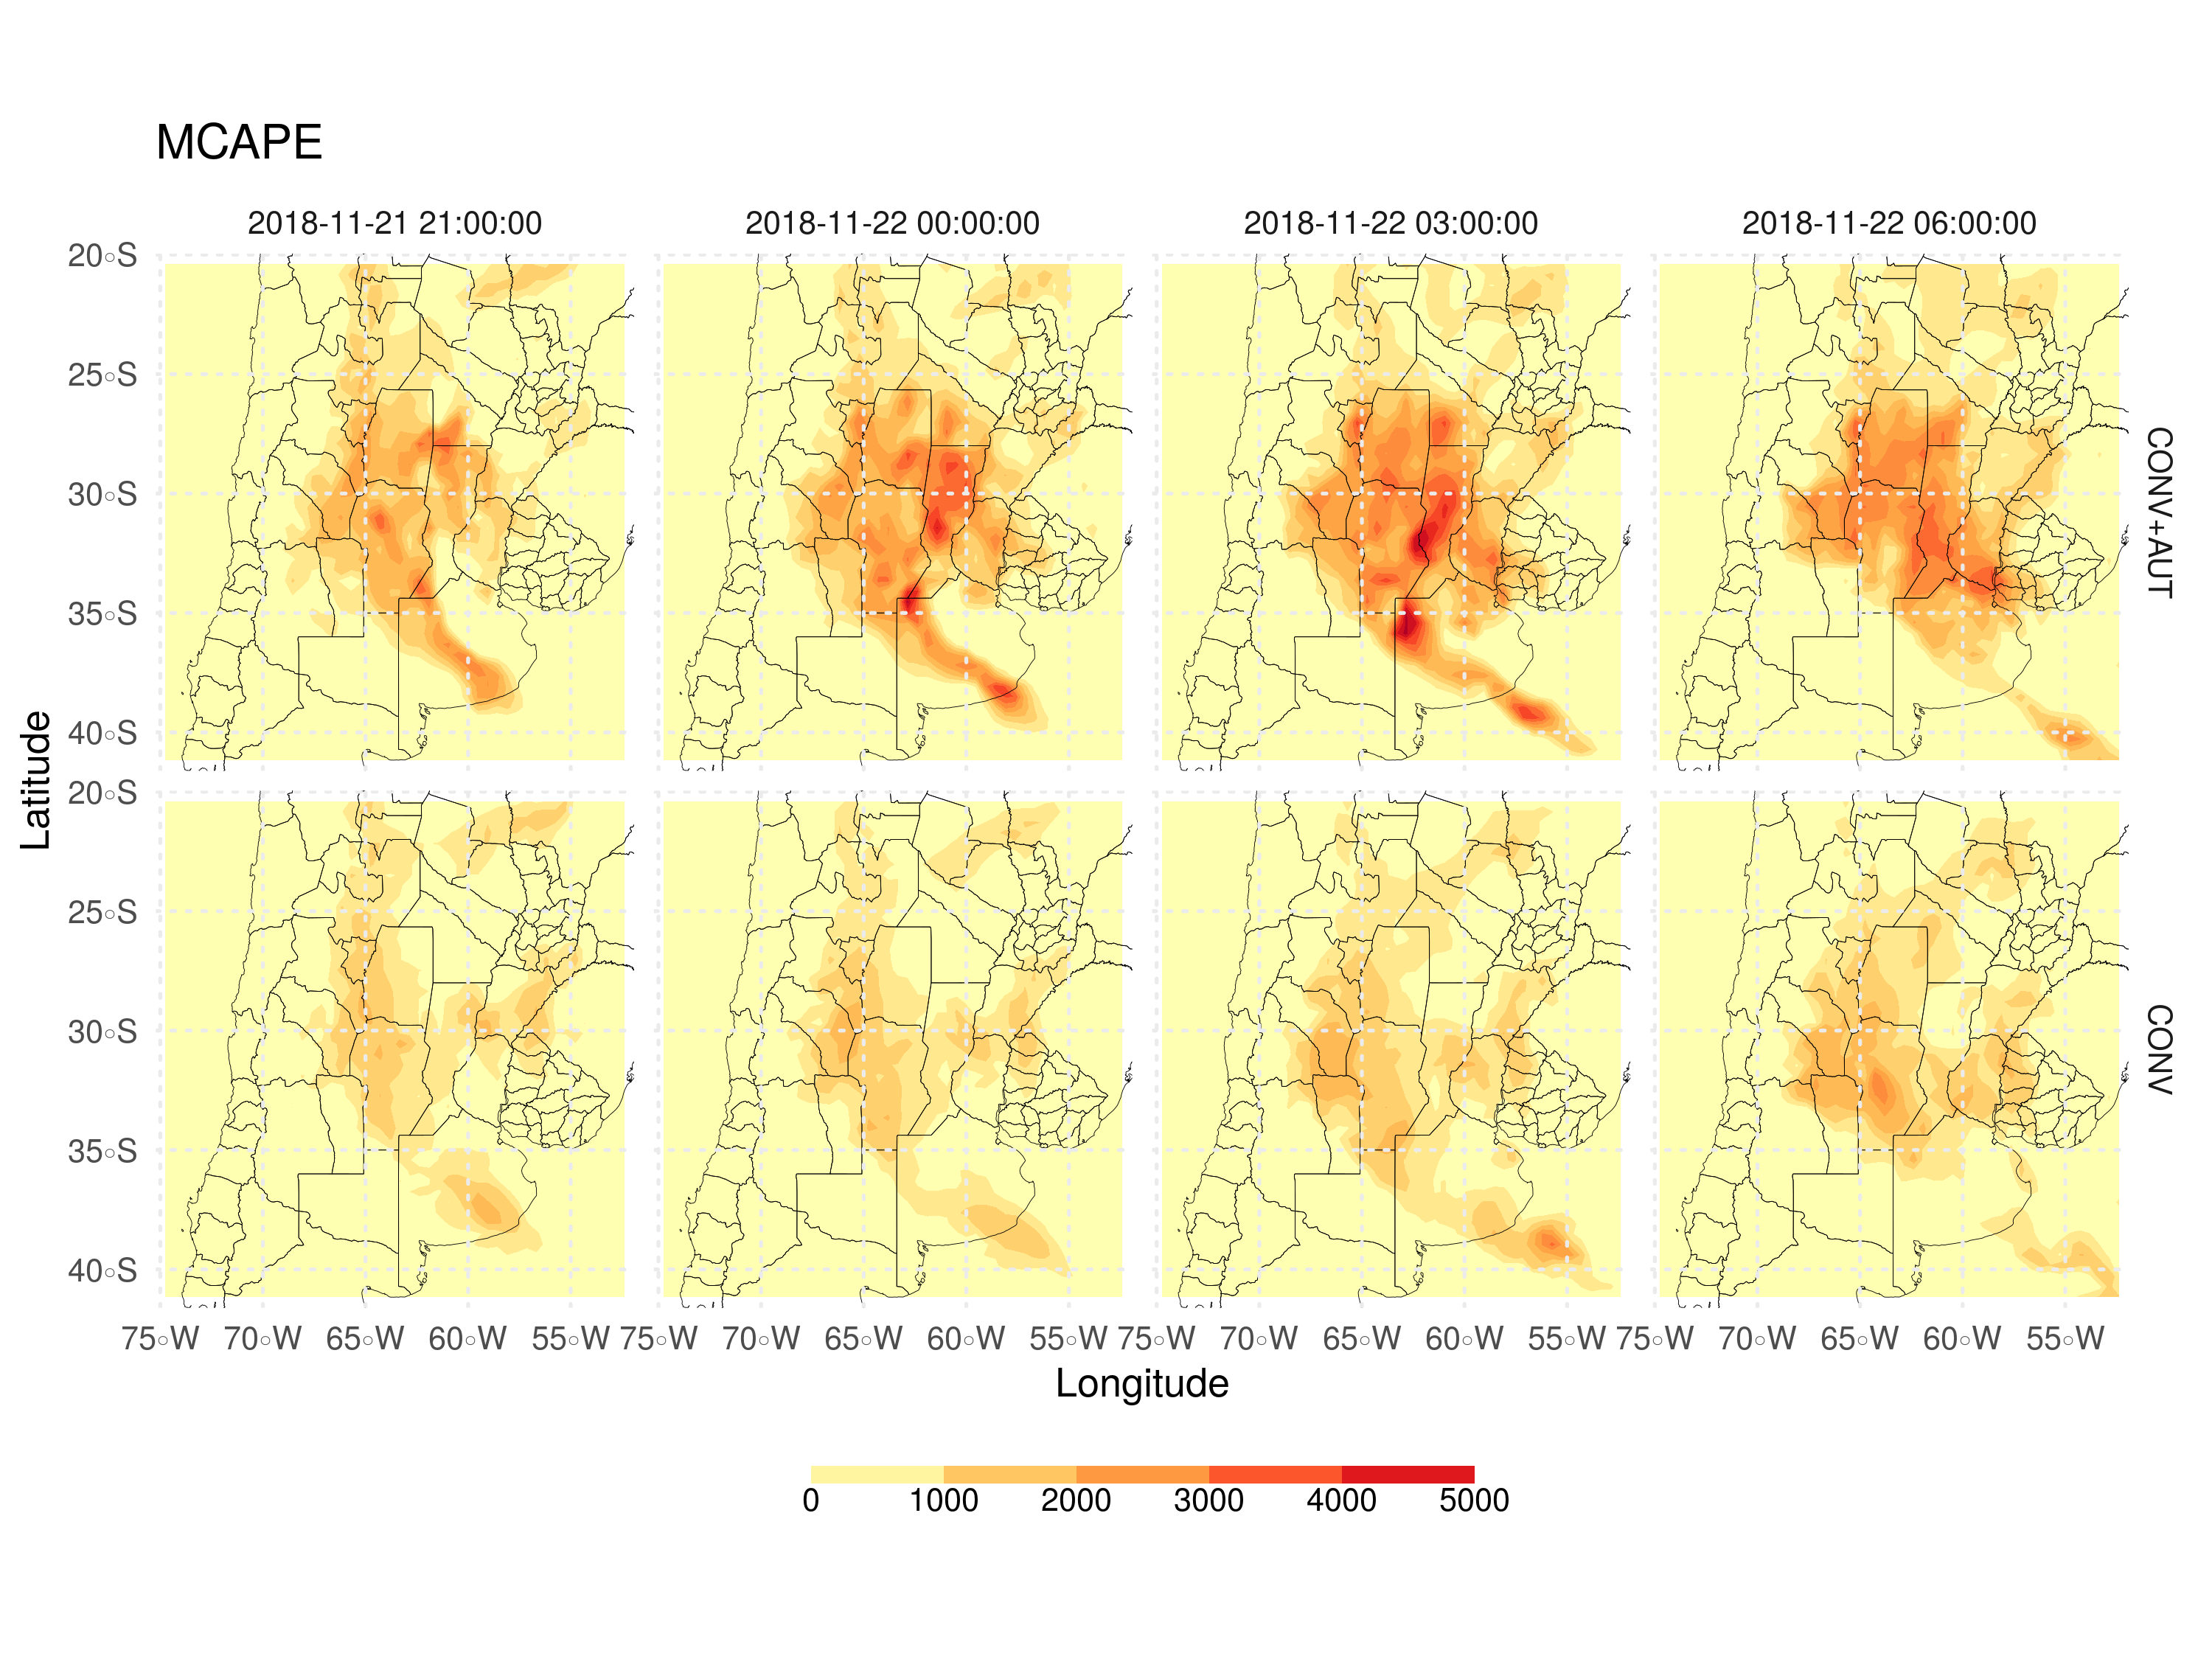 MCAPE
2018-11-21 21:00:00 2018-11-22 00:00:00 2018-11-22 03:00:00 2018-11-22 06:00:00
20◦S
25◦S
30◦S
35◦S
40◦S
CONV+AUT
Latitude
20◦S
25◦S
30◦S
35◦S
40◦S
CONV
75◦W 70◦W 65◦W 60◦W 55◦W 75◦W 70◦W 65◦W 60◦W 55◦W 75◦W 70◦W 65◦W 60◦W 55◦W 75◦W 70◦W 65◦W 60◦W 55◦W
Longitude
0 1000 2000 3000 4000 5000